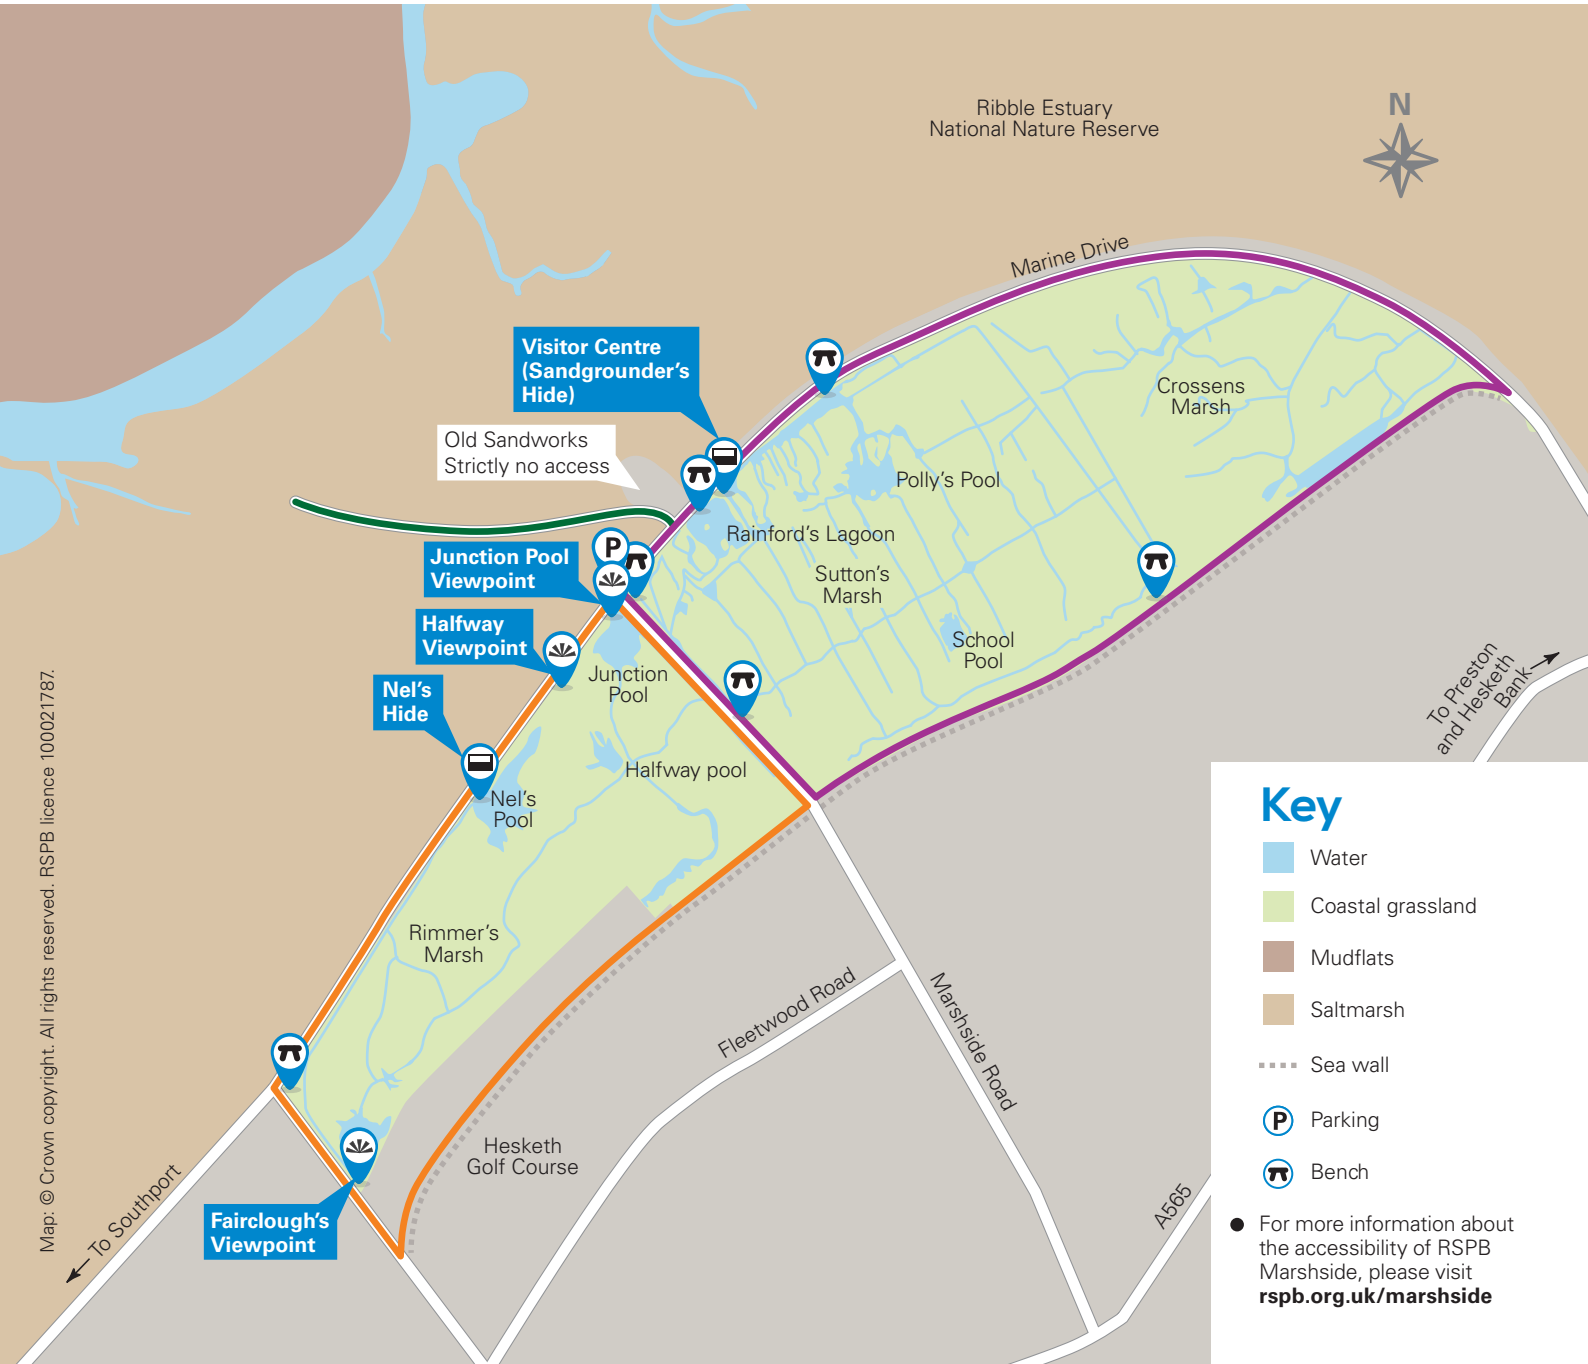 Ribble Estuary
National Nature Reserve
N
Marine Drive
Visitor Centre
(Sandgrounder's
Hide)
Crossens
Marsh
Old Sandworks
Strictly no access
Polly's Pool
Rainford's Lagoon
Junction Pool
Viewpoint
P
Sutton's
Marsh
Halfway
Viewpoint
School
Pool
Junction
Pool
Nel's
Hide
To Preston
and Hesketh
Bank
Halfway pool
Nel's
Pool
Rimmer's
Marsh
Fleetwood Road
Marshside Road
Hesketh
Golf Course
A565
To Southport
Fairclough's
Viewpoint
Map: © Crown copyright. All rights reserved. RSPB licence 100021787.
Key
Water
Coastal grassland
Mudflats
Saltmarsh
Sea wall
P Parking
Bench
● For more information about
the accessibility of RSPB
Marshside, please visit
rspb.org.uk/marshside